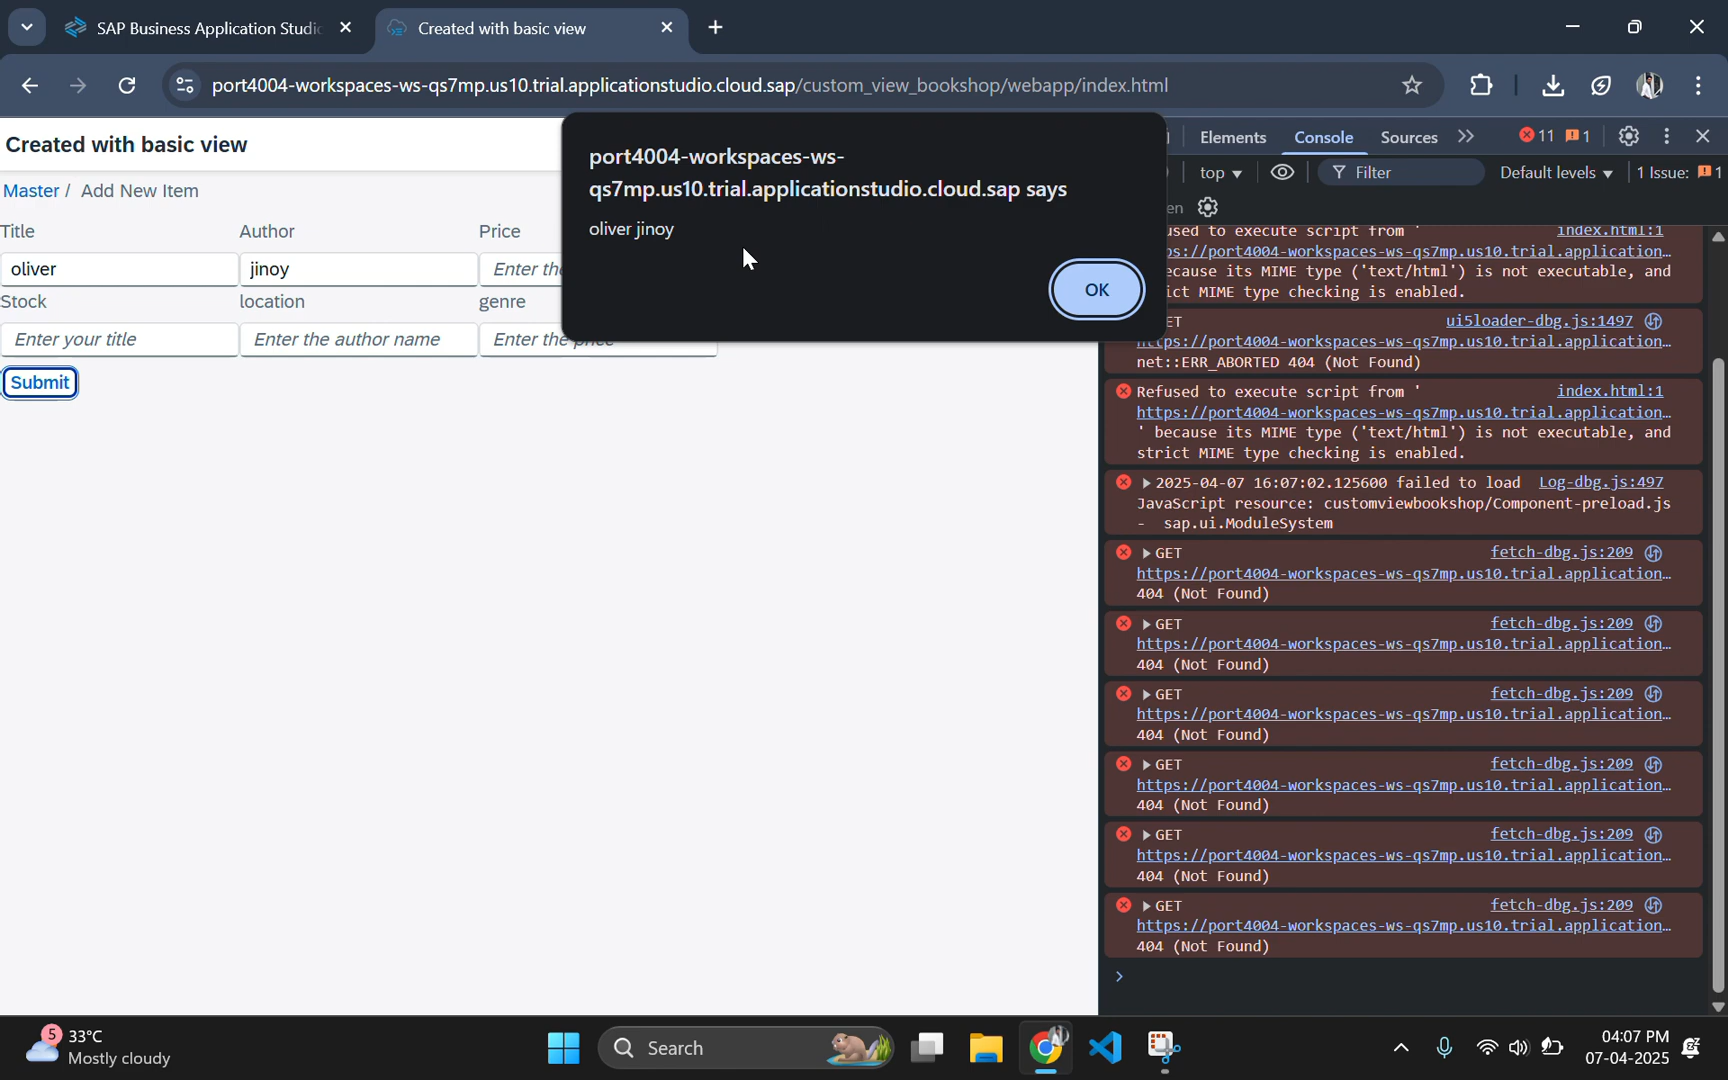 SAP Business Application Studio
Created with basic view
port4004-workspaces-ws-qs7mp.us10.trial.applicationstudio.cloud.sap/custom_view_bookshop/webapp/index.html
Created with basic view
Master / Add New Item
Title Author Price
oliver jinoy Enter the
Stock location genre
Enter your title Enter the author name Enter the price
Submit
port4004-workspaces-ws-
qs7mp.us10.trial.applicationstudio.cloud.sap says
oliver jinoy
OK
Elements Console Sources 11 1
top Filter Default levels 1 Issue: 1
used to execute script from ' index.html:1
ps://port4004-workspaces-ws-qs7mp.us10.trial.application…
ecause its MIME type ('text/html') is not executable, and
ict MIME type checking is enabled.
ET ui5loader-dbg.js:1497
https://port4004-workspaces-ws-qs7mp.us10.trial.application…
net::ERR_ABORTED 404 (Not Found)
Refused to execute script from ' index.html:1
https://port4004-workspaces-ws-qs7mp.us10.trial.application…
' because its MIME type ('text/html') is not executable, and
strict MIME type checking is enabled.
2025-04-07 16:07:02.125600 failed to load Log-dbg.js:497
JavaScript resource: customviewbookshop/Component-preload.js
- sap.ui.ModuleSystem
GET fetch-dbg.js:209
https://port4004-workspaces-ws-qs7mp.us10.trial.application…
404 (Not Found)
GET fetch-dbg.js:209
https://port4004-workspaces-ws-qs7mp.us10.trial.application…
404 (Not Found)
GET fetch-dbg.js:209
https://port4004-workspaces-ws-qs7mp.us10.trial.application…
404 (Not Found)
GET fetch-dbg.js:209
https://port4004-workspaces-ws-qs7mp.us10.trial.application…
404 (Not Found)
GET fetch-dbg.js:209
https://port4004-workspaces-ws-qs7mp.us10.trial.application…
404 (Not Found)
GET fetch-dbg.js:209
https://port4004-workspaces-ws-qs7mp.us10.trial.application…
404 (Not Found)
5 33°C
Mostly cloudy
Search
04:07 PM
07-04-2025